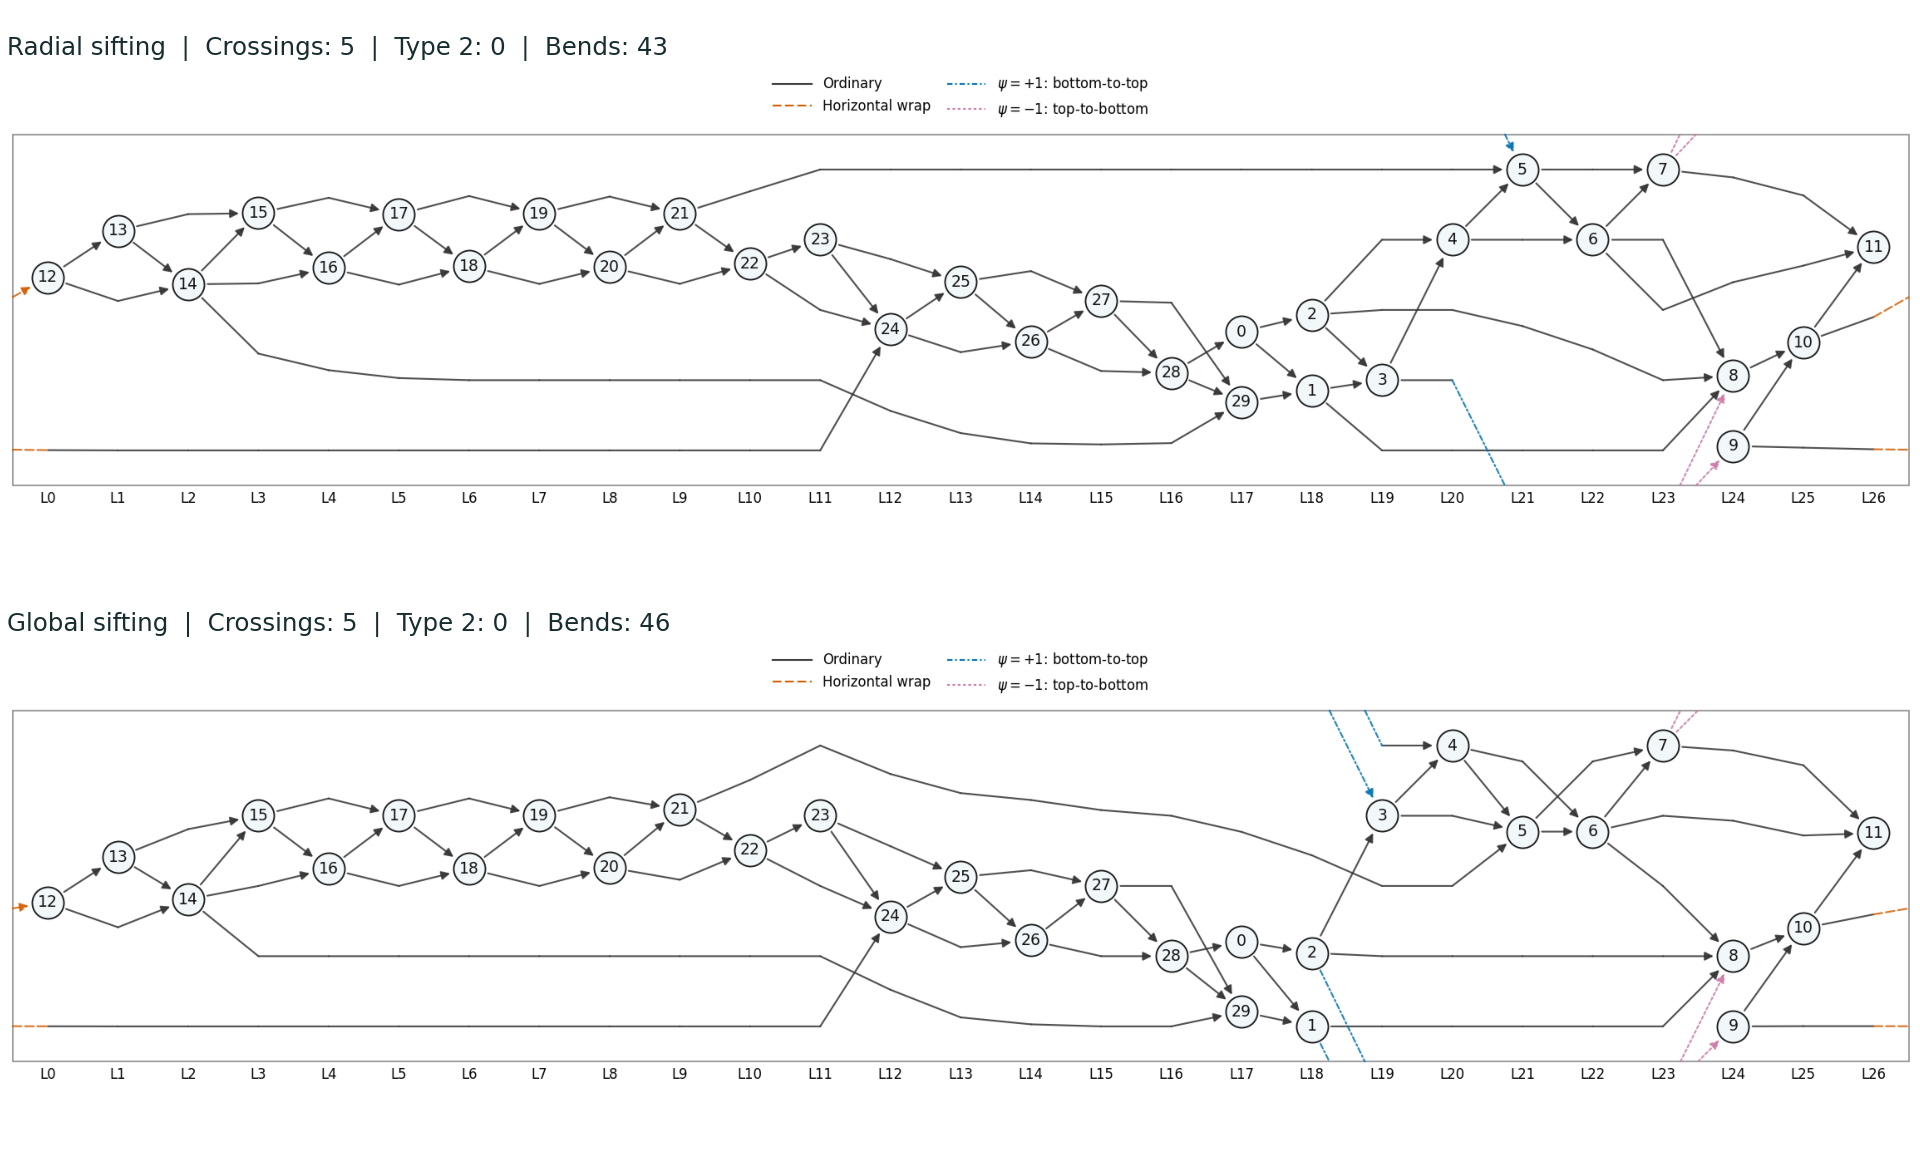 Radial sifting | Crossings: 5 | Type 2: 0 | Bends: 43
Ordinary
Horizontal wrap
ψ = +1: bottom-to-top
ψ = −1: top-to-bottom
5 7
15 17 19 21
13 23 4 6 11
12 14 16 18 20 22 25
24 26 27 0 2 10
28 29 1 3 8
9
L0 L1 L2 L3 L4 L5 L6 L7 L8 L9 L10 L11 L12 L13 L14 L15 L16 L17 L18 L19 L20 L21 L22 L23 L24 L25 L26
Global sifting | Crossings: 5 | Type 2: 0 | Bends: 46
Ordinary
Horizontal wrap
ψ = +1: bottom-to-top
ψ = −1: top-to-bottom
4 7
15 17 19 21 23 3 5 6 11
12 13 14 16 18 20 22 25 27
24 26 28 0 2 8 10
29 1 9
L0 L1 L2 L3 L4 L5 L6 L7 L8 L9 L10 L11 L12 L13 L14 L15 L16 L17 L18 L19 L20 L21 L22 L23 L24 L25 L26